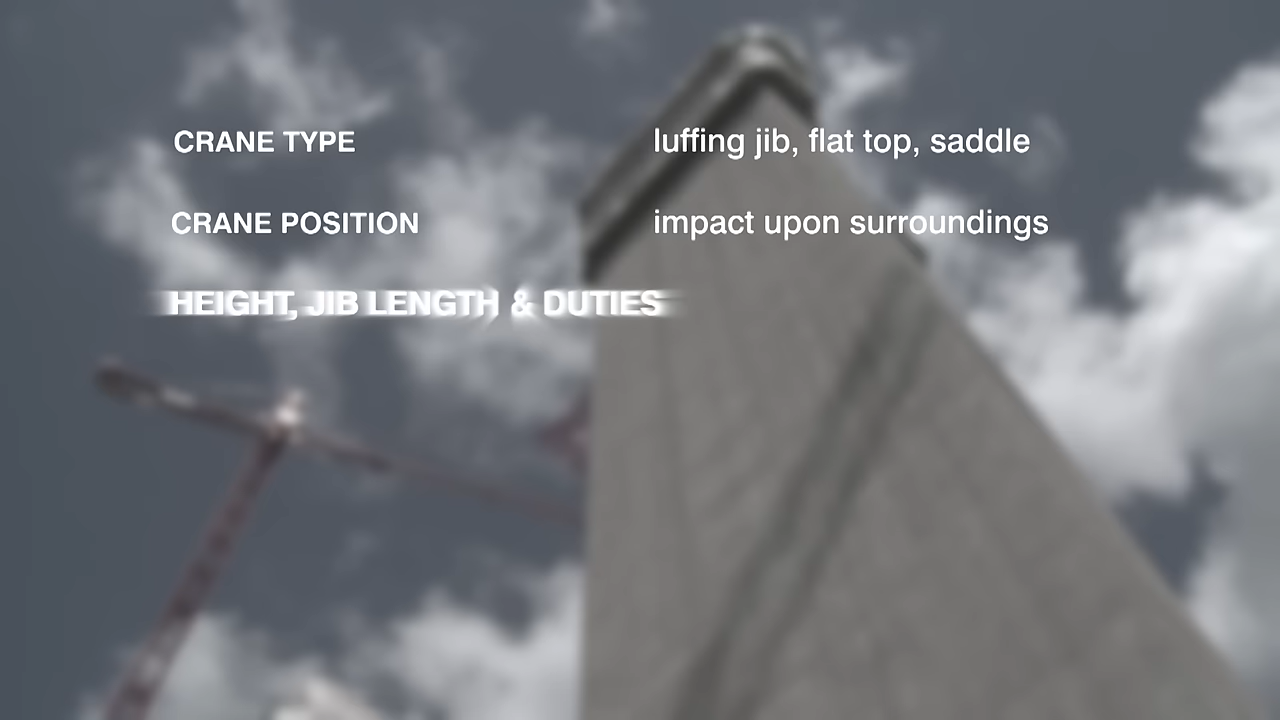 CRANE TYPE luffing jib, flat top, saddle
CRANE POSITION impact upon surroundings
HEIGHT, JIB LENGTH & DUTIES